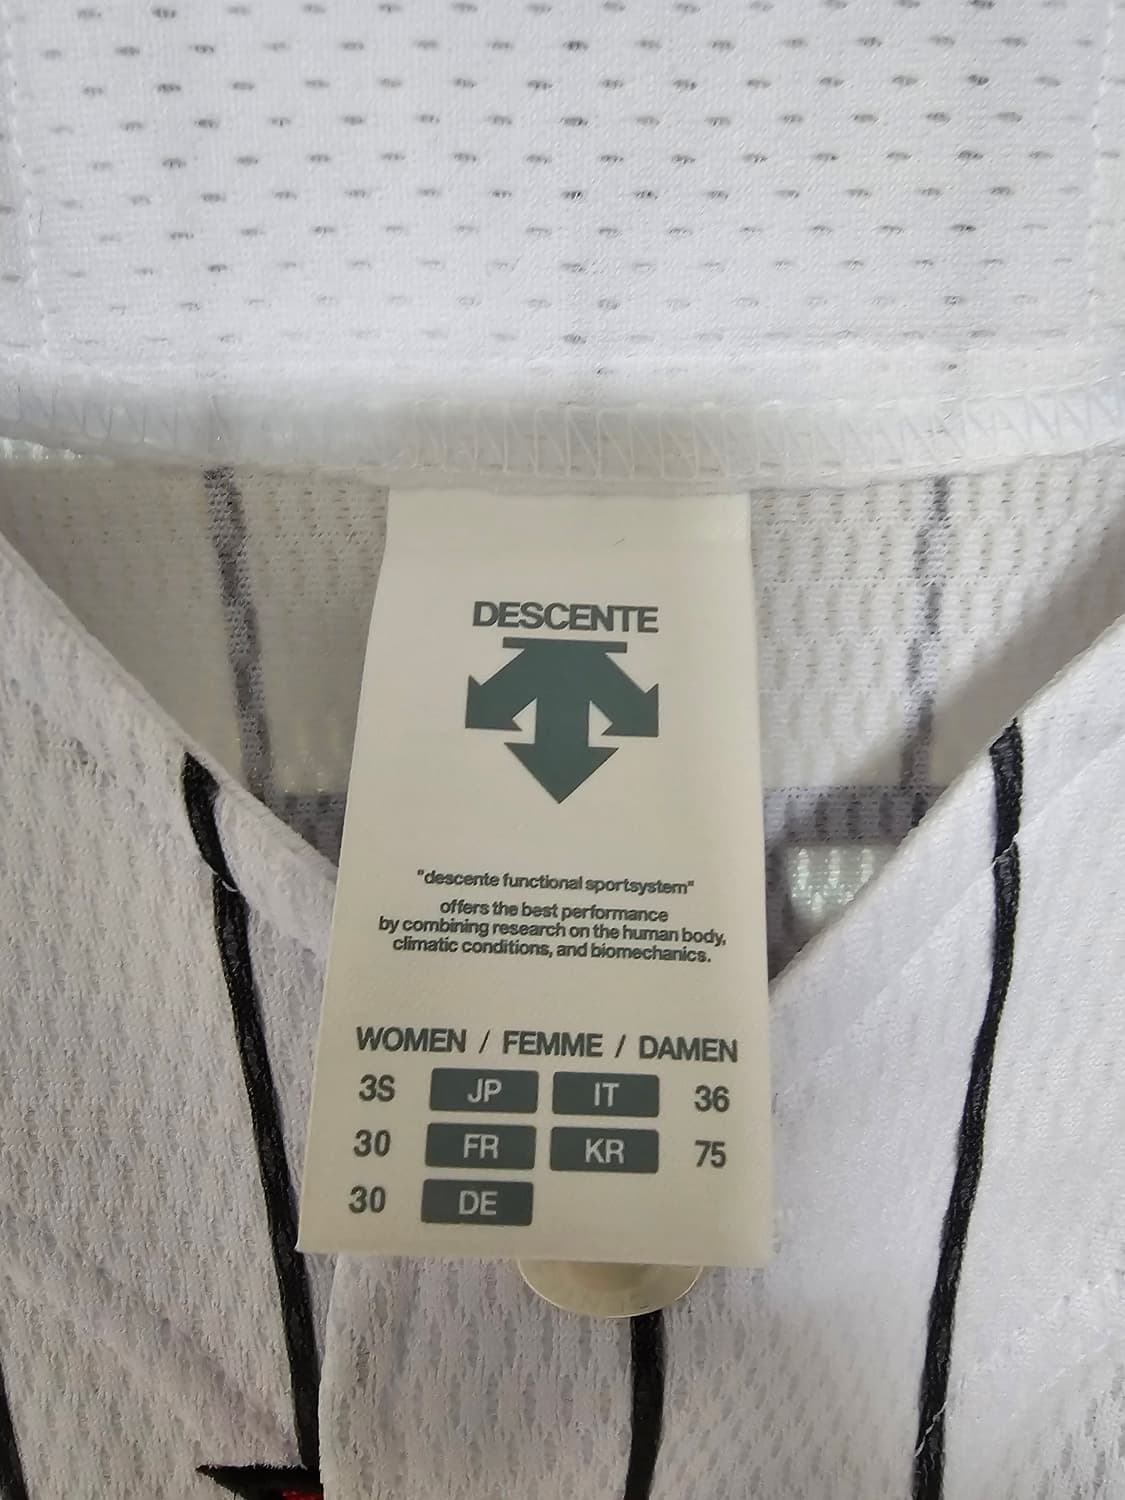 DESCENTE
"descente functional sportsystem"
offers the best performance
by combining research on the human body,
climatic conditions, and biomechanics.
WOMEN / FEMME / DAMEN
3S JP IT 36
30 FR KR 75
30 DE